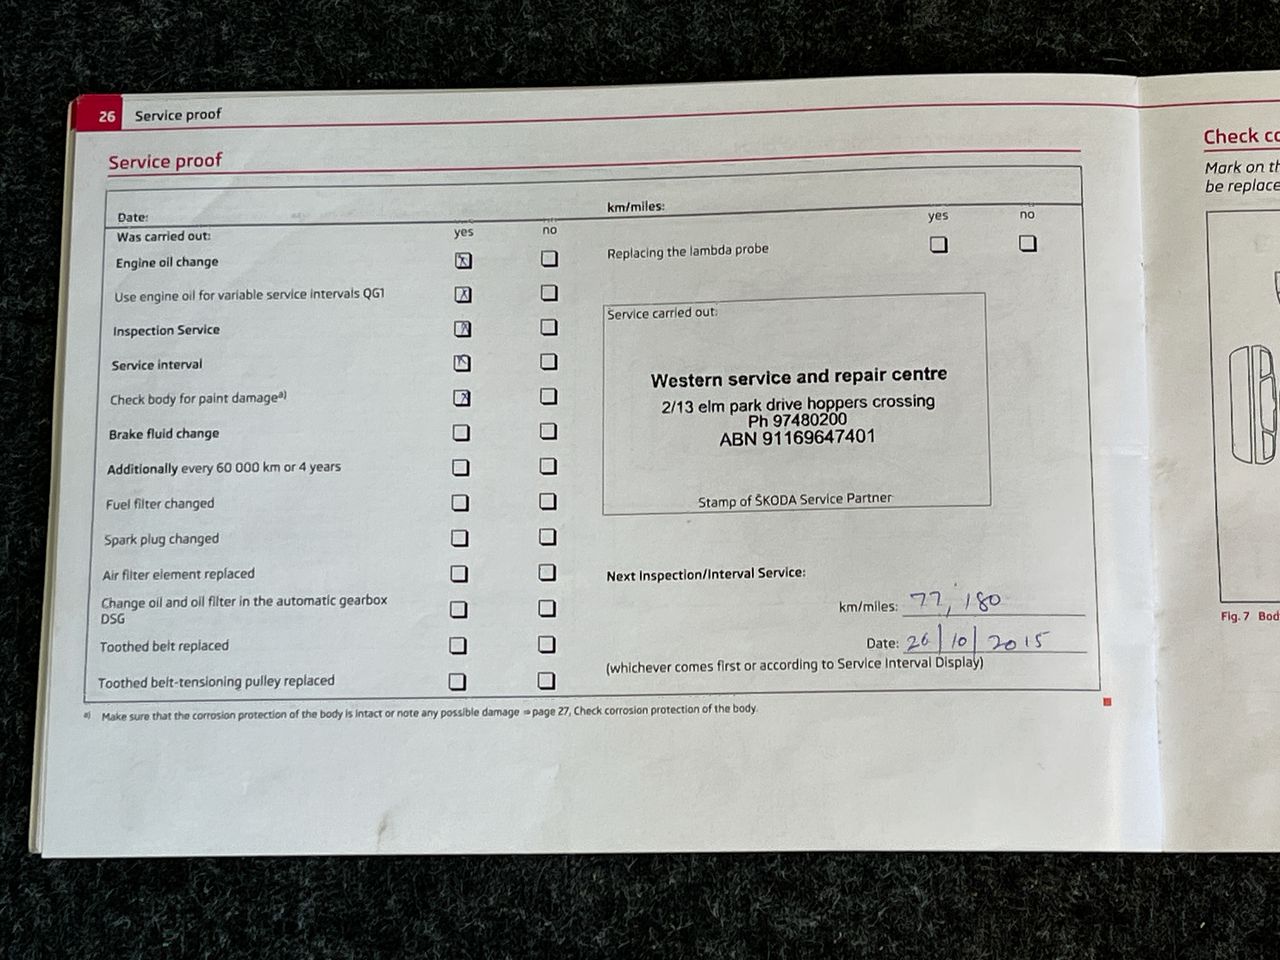 26 Service proof
Service proof
Date:
km/miles:
Was carried out:
yes
no
yes
no
Engine oil change
Replacing the lambda probe
Use engine oil for variable service intervals QG1
Inspection Service
Service interval
Check body for paint damageᵃ⁾
Brake fluid change
Additionally every 60 000 km or 4 years
Fuel filter changed
Spark plug changed
Air filter element replaced
Change oil and oil filter in the automatic gearbox
DSG
Toothed belt replaced
Toothed belt-tensioning pulley replaced
Service carried out:
Western service and repair centre
2/13 elm park drive hoppers crossing
Ph 97480200
ABN 91169647401
Stamp of ŠKODA Service Partner
Next Inspection/Interval Service:
km/miles: 77,180
Date: 26/10/2015
(whichever comes first or according to Service Interval Display)
ᵃ⁾ Make sure that the corrosion protection of the body is intact or note any possible damage ⇒ page 27, Check corrosion protection of the body.
Check
Mark on
be replace
Fig. 7